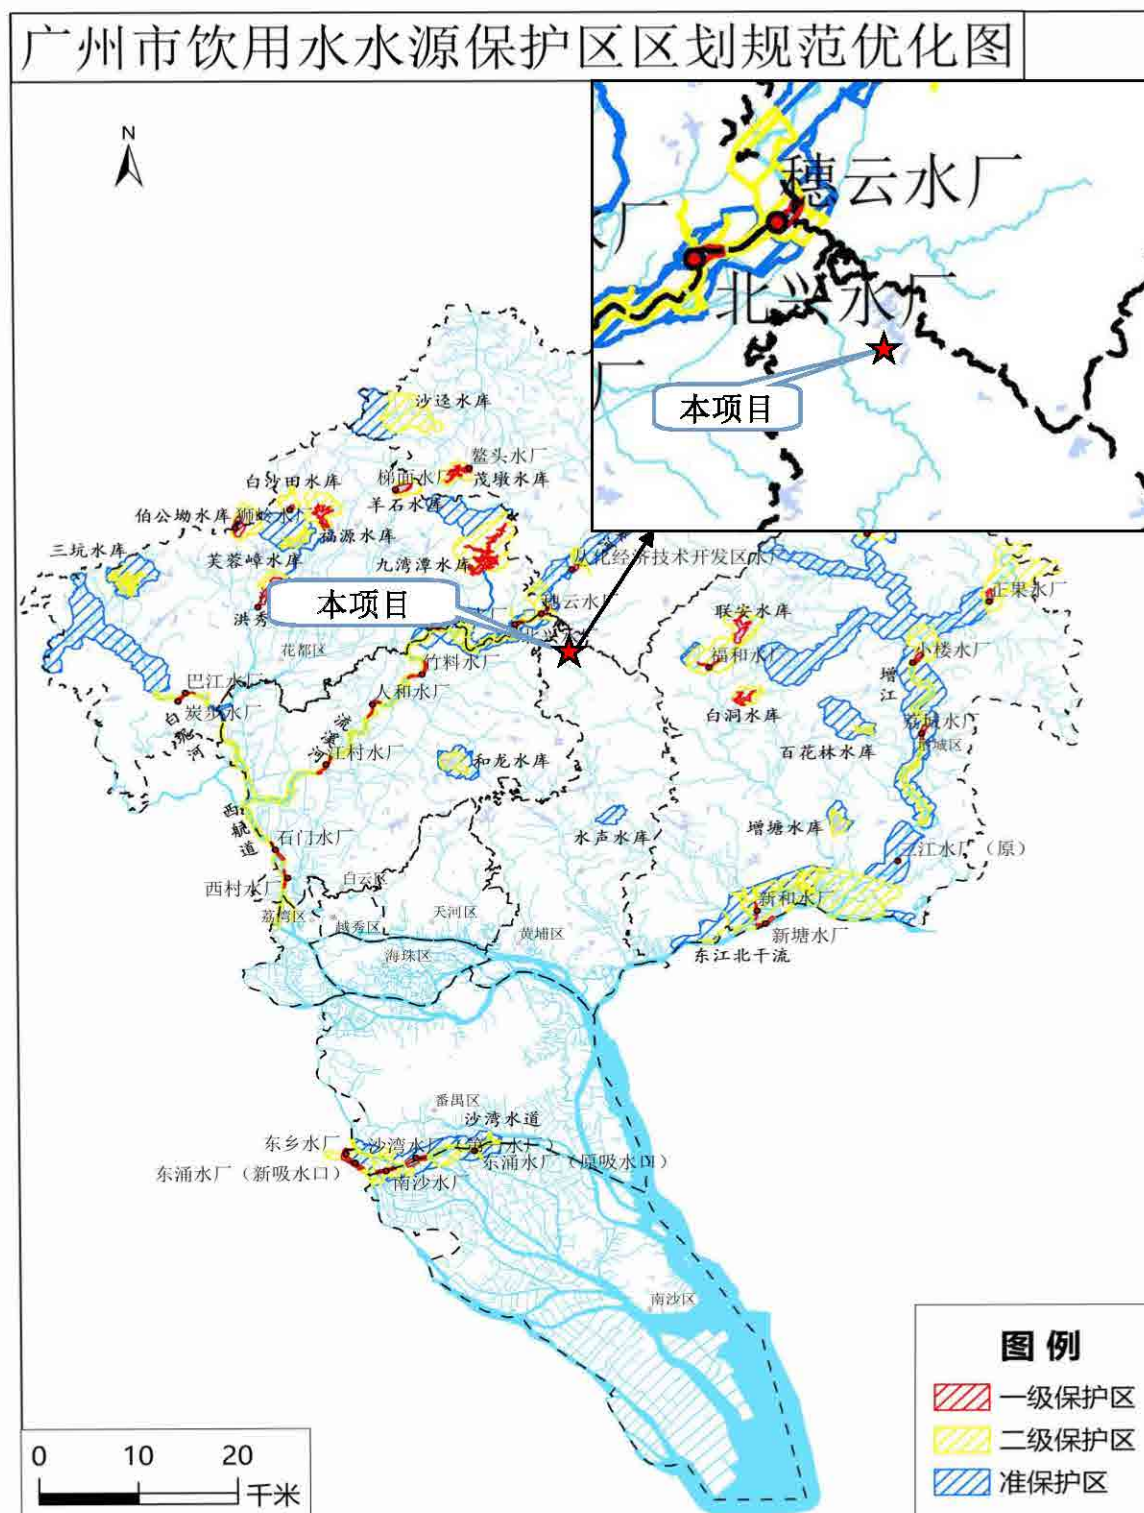 广州市饮用水水源保护区区划规范优化图
N
穗云水厂
水厂
北兴水厂
厂
本项目
沙迳水库
鳌头水厂
梯面水厂
茂墩水库
羊石水库
白沙田水库
伯公坳水库
狮岭水厂
福源水库
芙蓉嶂水库
三坑水库
九湾潭水库
从化经济技术开发区水厂
洪秀
本项目
穗云水厂
正果水厂
联安水库
福和水厂
小楼水厂
花都区
竹料水厂
巴江水厂
炭步水厂
人和水厂
白坭河
流溪河
增江
白洞水库
荔城水厂
增城区
江村水厂
和龙水库
百花林水库
西航道
水声水库
增塘水库
石门水厂
三江水厂（原）
西村水厂
白云区
新和水厂
荔湾区
越秀区
天河区
黄埔区
新塘水厂
海珠区
东江北干流
番禺区
沙湾水道
东乡水厂
沙湾水厂
东涌水厂（新吸水口）
东涌水厂（原吸水口）
南沙水厂
南沙区
图 例
一级保护区
二级保护区
准保护区
0 10 20
千米